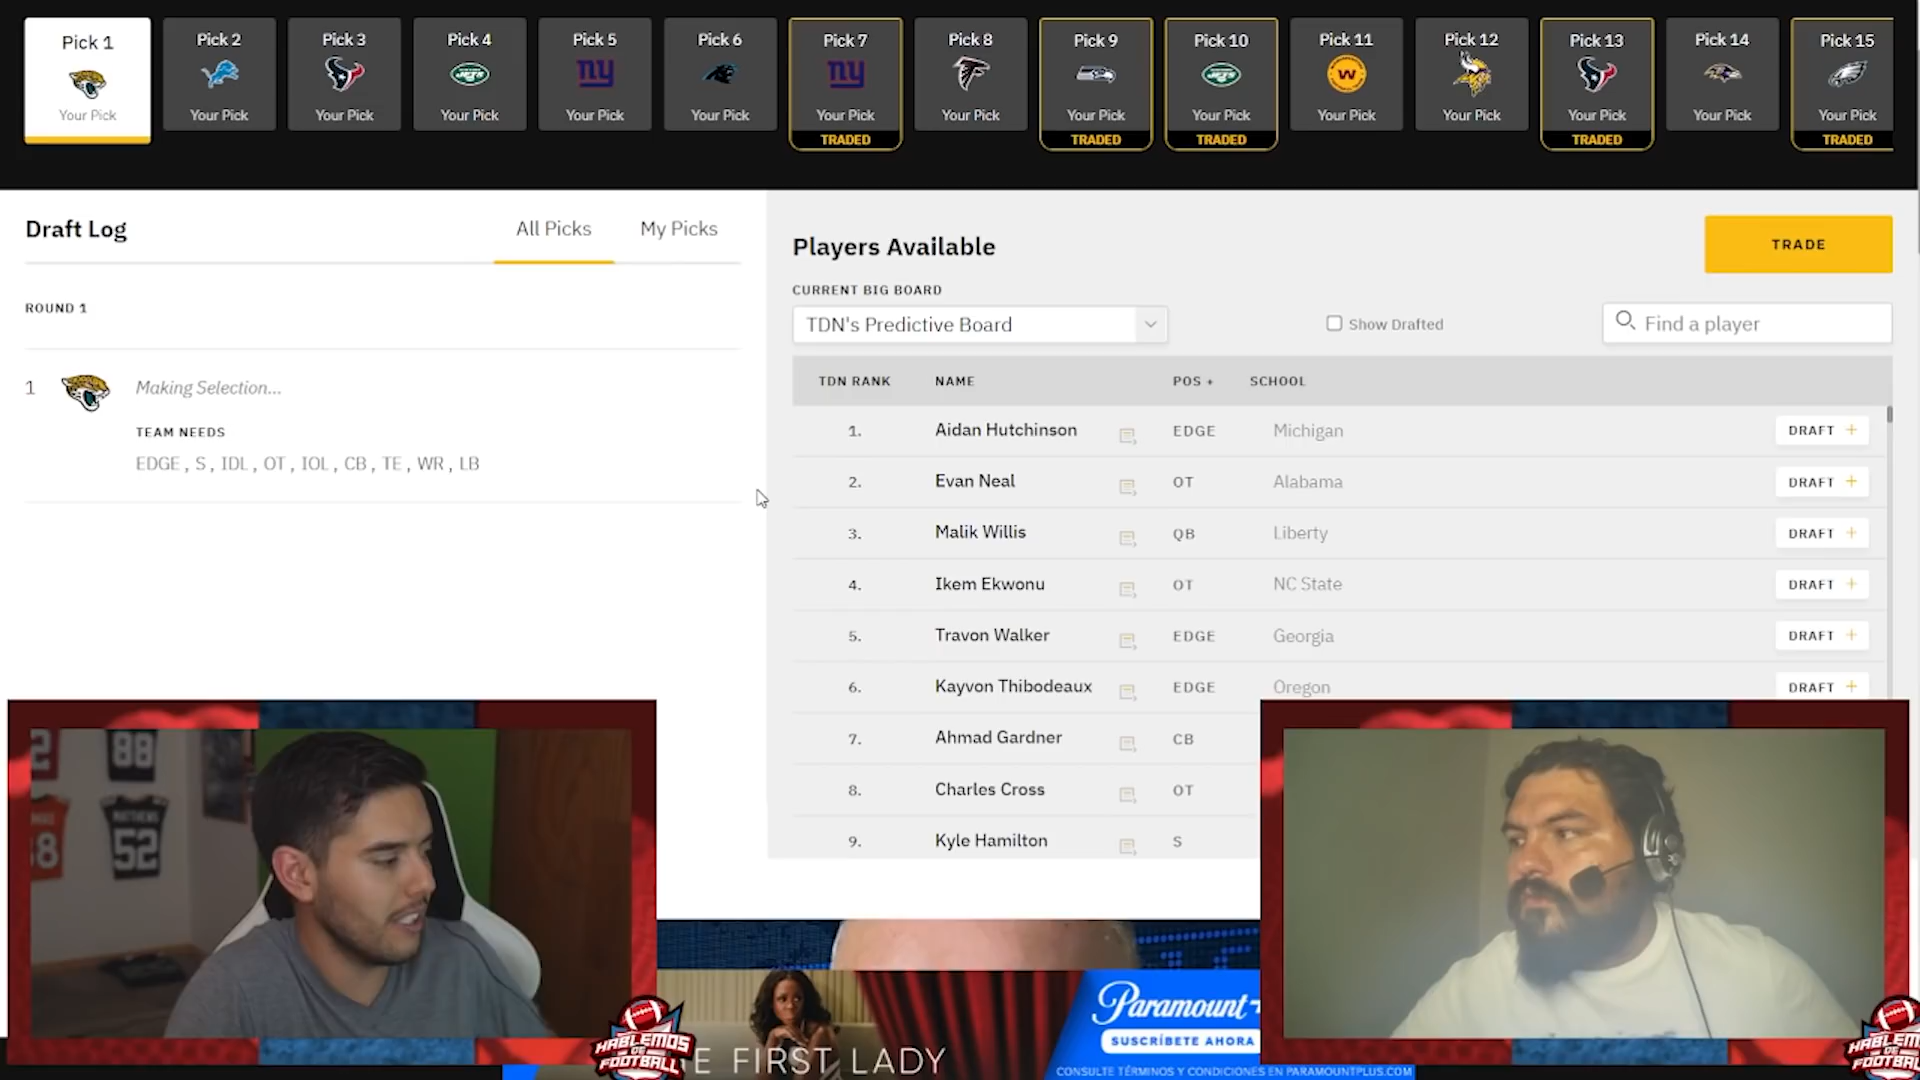 Pick 1
Your Pick
Pick 2
Your Pick
Pick 3
Your Pick
Pick 4
JETS
Your Pick
Pick 5
ny
Your Pick
Pick 6
Your Pick
Pick 7
ny
Your Pick
TRADED
Pick 8
Your Pick
Pick 9
Your Pick
TRADED
Pick 10
JETS
Your Pick
TRADED
Pick 11
W
Your Pick
Pick 12
Your Pick
Pick 13
Your Pick
TRADED
Pick 14
Your Pick
Pick 15
Your Pick
TRADED
Draft Log
All Picks
My Picks
ROUND 1
1
Making Selection...
TEAM NEEDS
EDGE , S , IDL , OT , IOL , CB , TE , WR , LB
Players Available
TRADE
CURRENT BIG BOARD
TDN's Predictive Board
Show Drafted
Find a player
TDN RANK NAME POS + SCHOOL
1. Aidan Hutchinson EDGE Michigan DRAFT +
2. Evan Neal OT Alabama DRAFT +
3. Malik Willis QB Liberty DRAFT +
4. Ikem Ekwonu OT NC State DRAFT +
5. Travon Walker EDGE Georgia DRAFT +
6. Kayvon Thibodeaux EDGE Oregon DRAFT +
7. Ahmad Gardner CB
8. Charles Cross OT
9. Kyle Hamilton S
2
88
8
MATTHEWS
52
HABLEMOS
DE
FOOTBALL
E FIRST LADY
Paramount+
SUSCRÍBETE AHORA
CONSULTE TÉRMINOS Y CONDICIONES EN PARAMOUNTPLUS.COM
HABLEM
DE
FOOTBAL